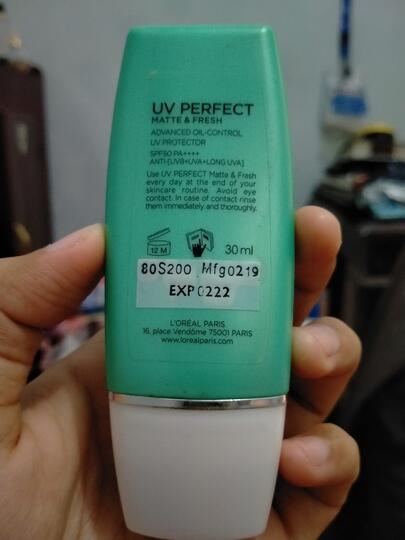 UV PERFECT
MATTE & FRESH
ADVANCED OIL-CONTROL
UV PROTECTOR
SPF50 PA++++
ANTI-[UVB+UVA+LONG UVA]
Use UV PERFECT Matte & Fresh
every day at the end of your
skincare routine. Avoid eye
contact. In case of contact rinse
them immediately and thoroughly.
12 M
30 ml
80S200 Mfg0219
EXP0222
L'ORÉAL PARIS
16, place Vendôme 75001 PARIS
www.lorealparis.com